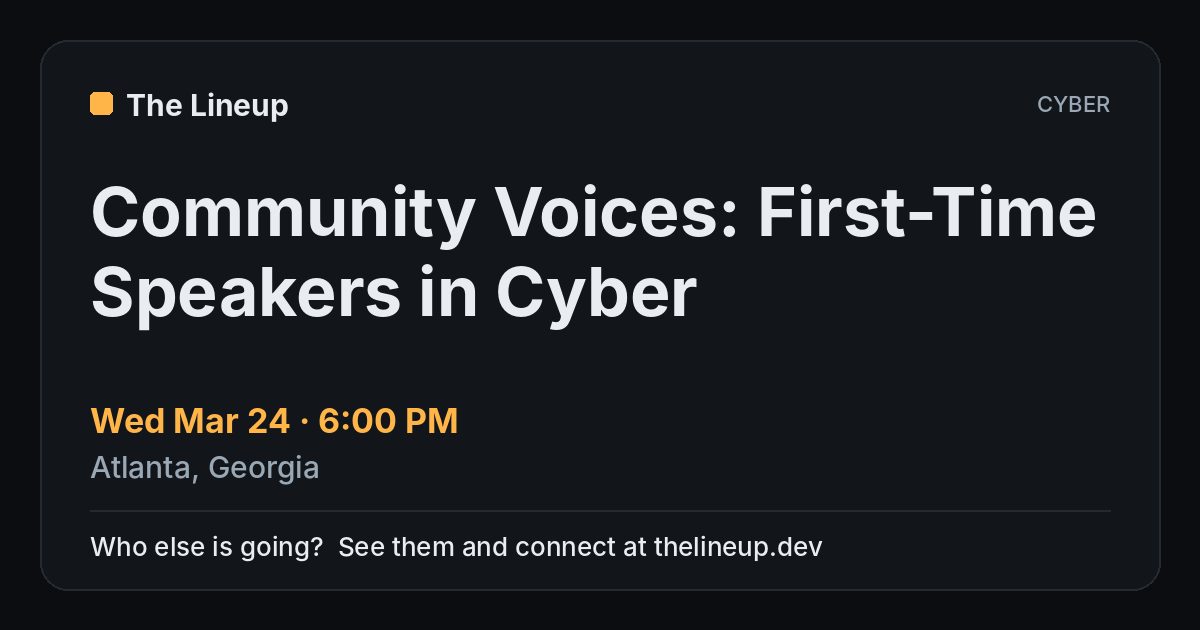 The Lineup
CYBER
Community Voices: First-Time
Speakers in Cyber
Wed Mar 24 · 6:00 PM
Atlanta, Georgia
Who else is going? See them and connect at thelineup.dev